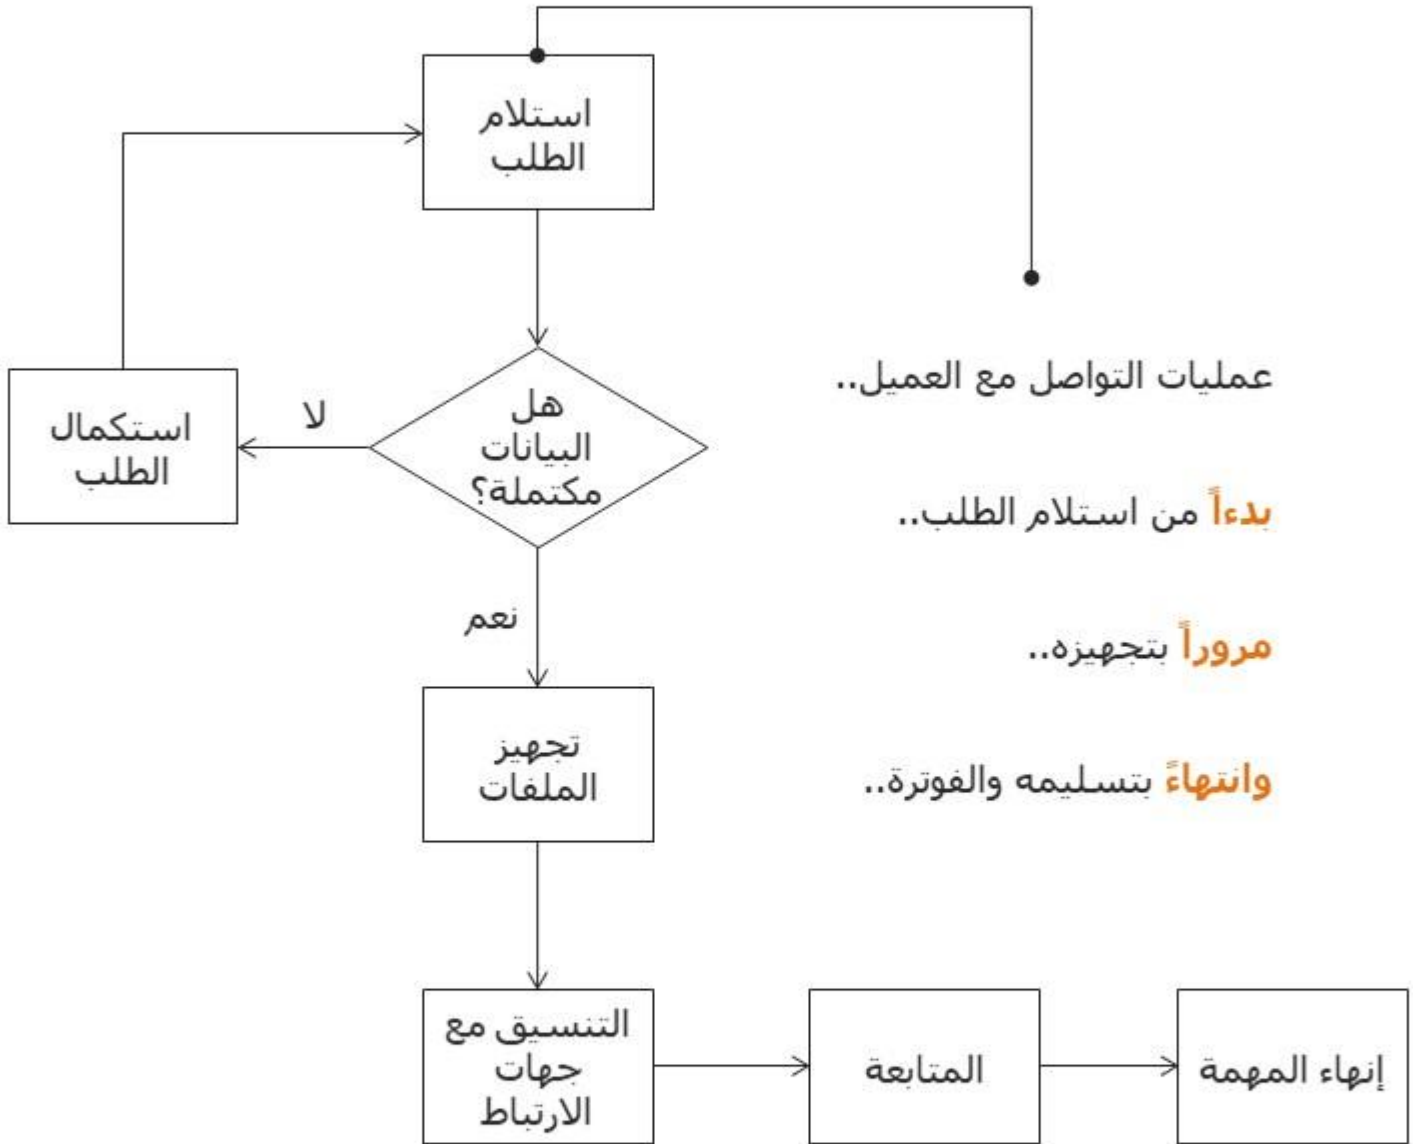 استلام
الطلب
هل
البيانات
مكتملة؟
لا
استكمال
الطلب
نعم
تجهيز
الملفات
التنسيق مع
جهات
الارتباط
المتابعة
إنهاء المهمة
عمليات التواصل مع العميل..
بدءاً من استلام الطلب..
مروراً بتجهيزه..
وانتهاءً بتسليمه والفوترة..